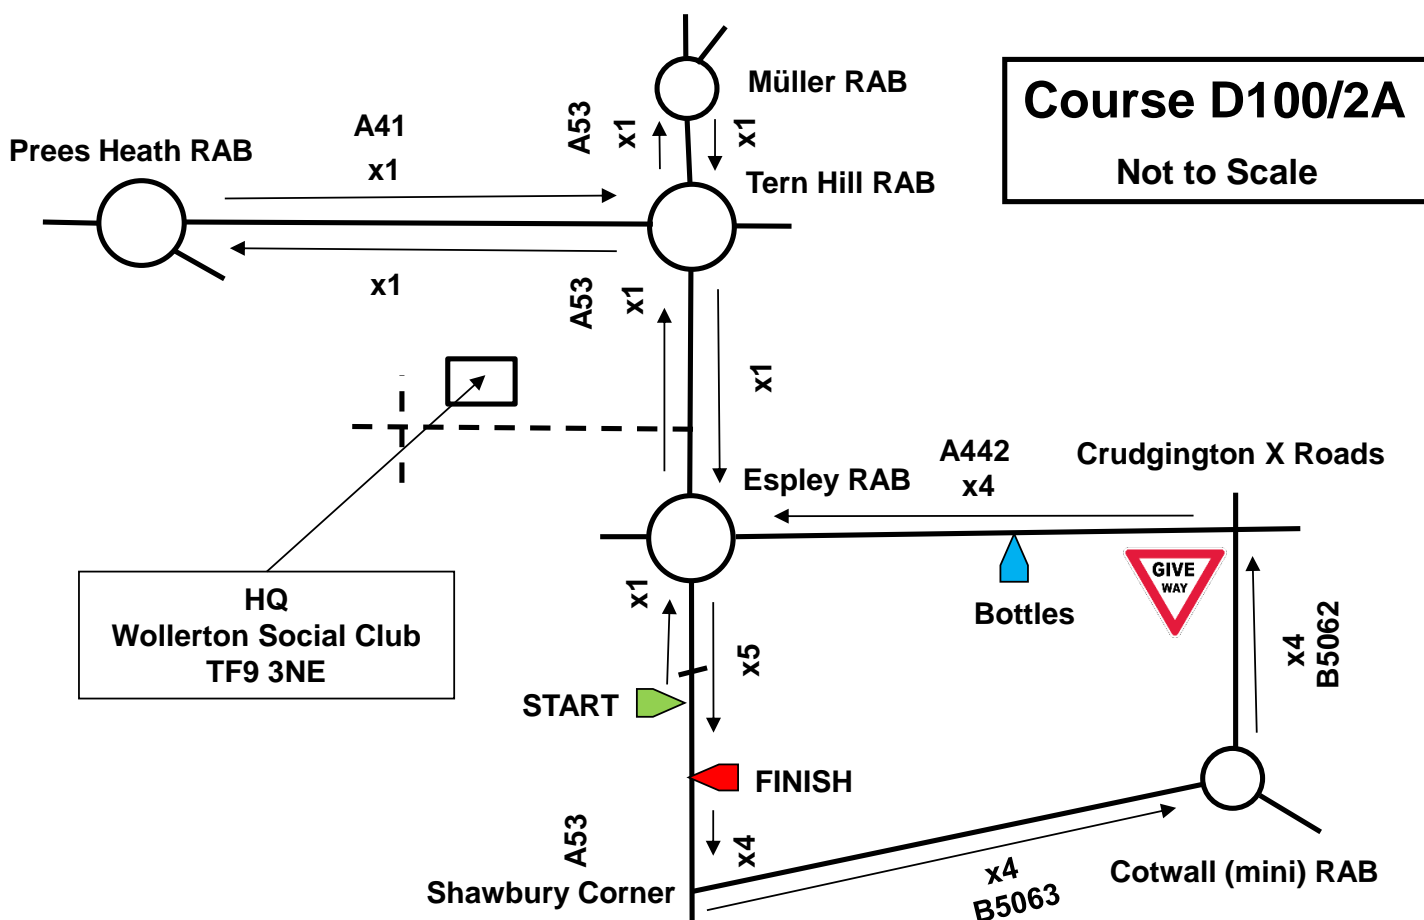 Müller RAB
Course D100/2A
Not to Scale
A53
x1
x1
A41
x1
Prees Heath RAB
Tern Hill RAB
x1
A53
x1
x1
A442
x4
Crudgington X Roads
Espley RAB
GIVE
WAY
Bottles
HQ
Wollerton Social Club
TF9 3NE
x1
x5
x4
B5062
START
FINISH
A53
x4
Shawbury Corner
x4
B5063
Cotwall (mini) RAB